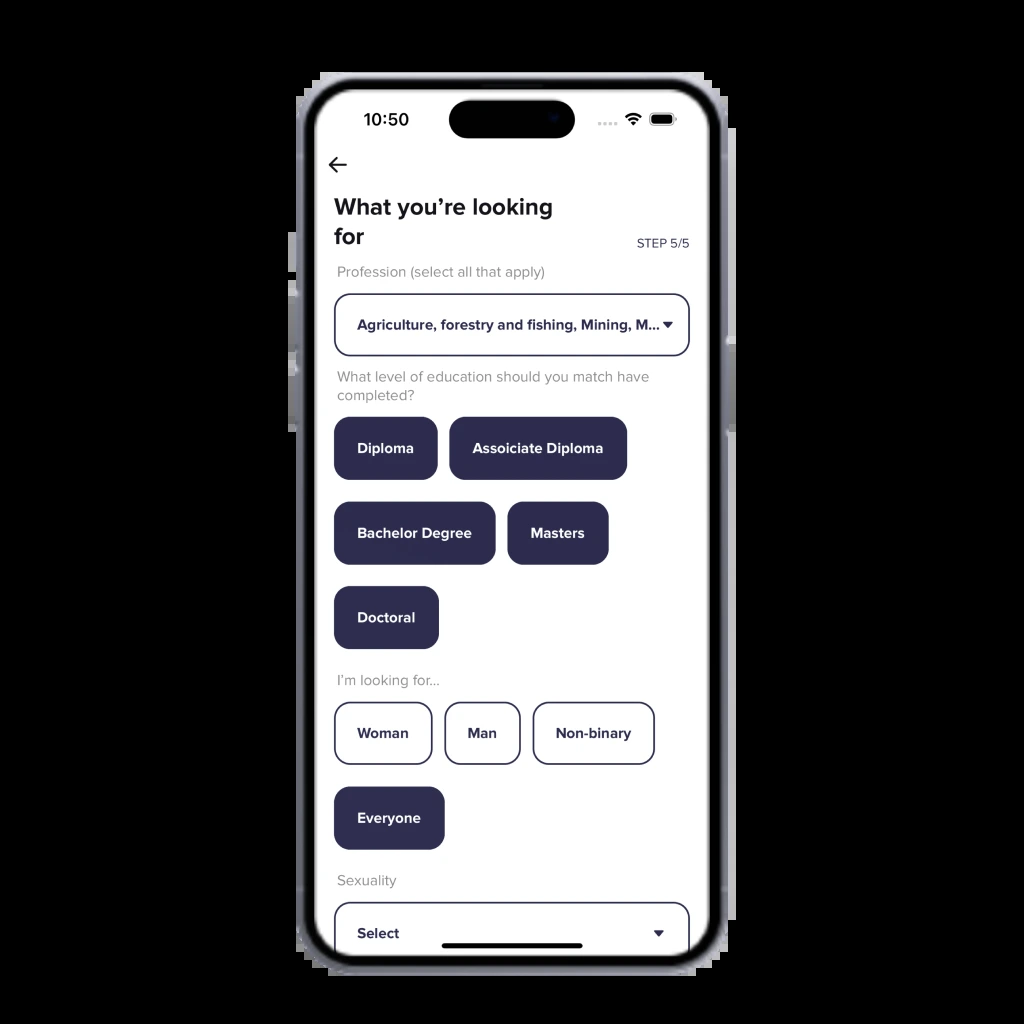 10:50
What you’re looking
for
STEP 5/5
Profession (select all that apply)
Agriculture, forestry and fishing, Mining, M...
What level of education should you match have
completed?
Diploma
Assoiciate Diploma
Bachelor Degree
Masters
Doctoral
I’m looking for...
Woman
Man
Non-binary
Everyone
Sexuality
Select